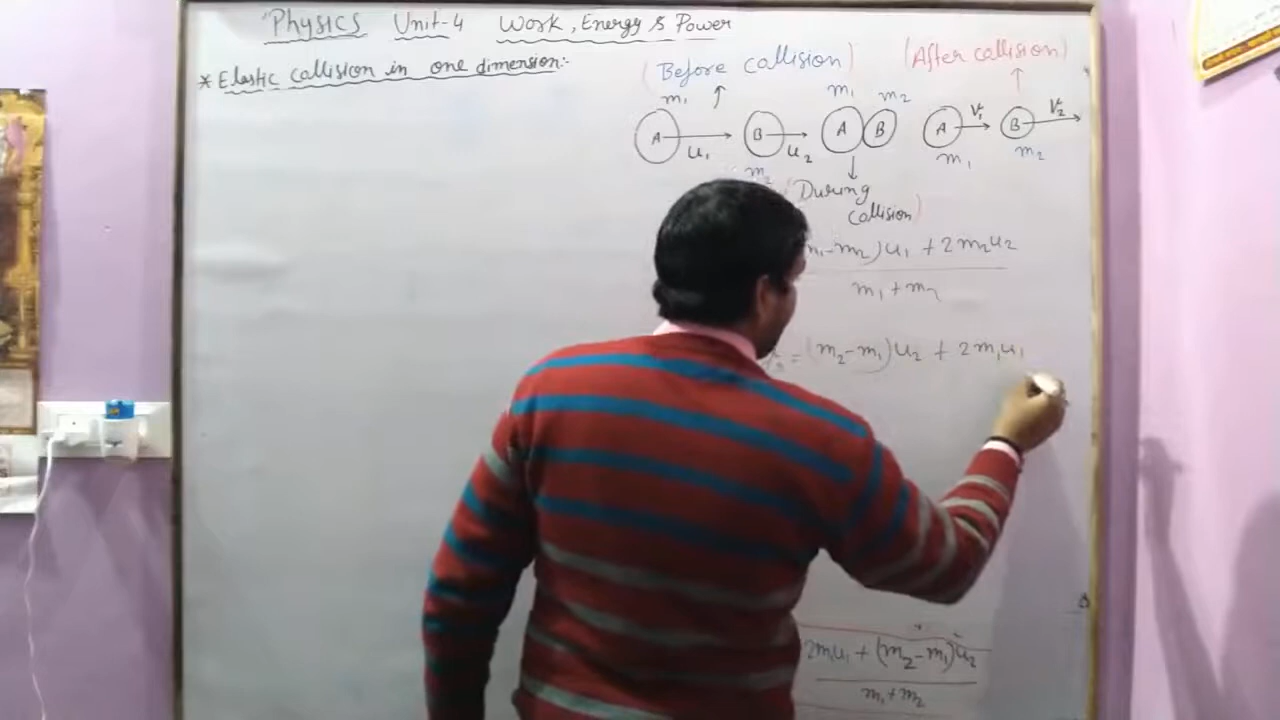 Physics Unit-4 Work, Energy & Power
* Elastic Collision in one dimension:-
(Before collision) (After collision)
m₁ m₁ m₂
A B A B A V₁ B V₂
u₁ u₂
m₂ m₁ m₂
(During
collision)
m₁-m₂)u₁ + 2m₂u₂
m₁ + m₂
= (m₂-m₁)u₂ + 2m₁u₁
2m₁u₁ + (m₂-m₁)u₂
m₁+m₂